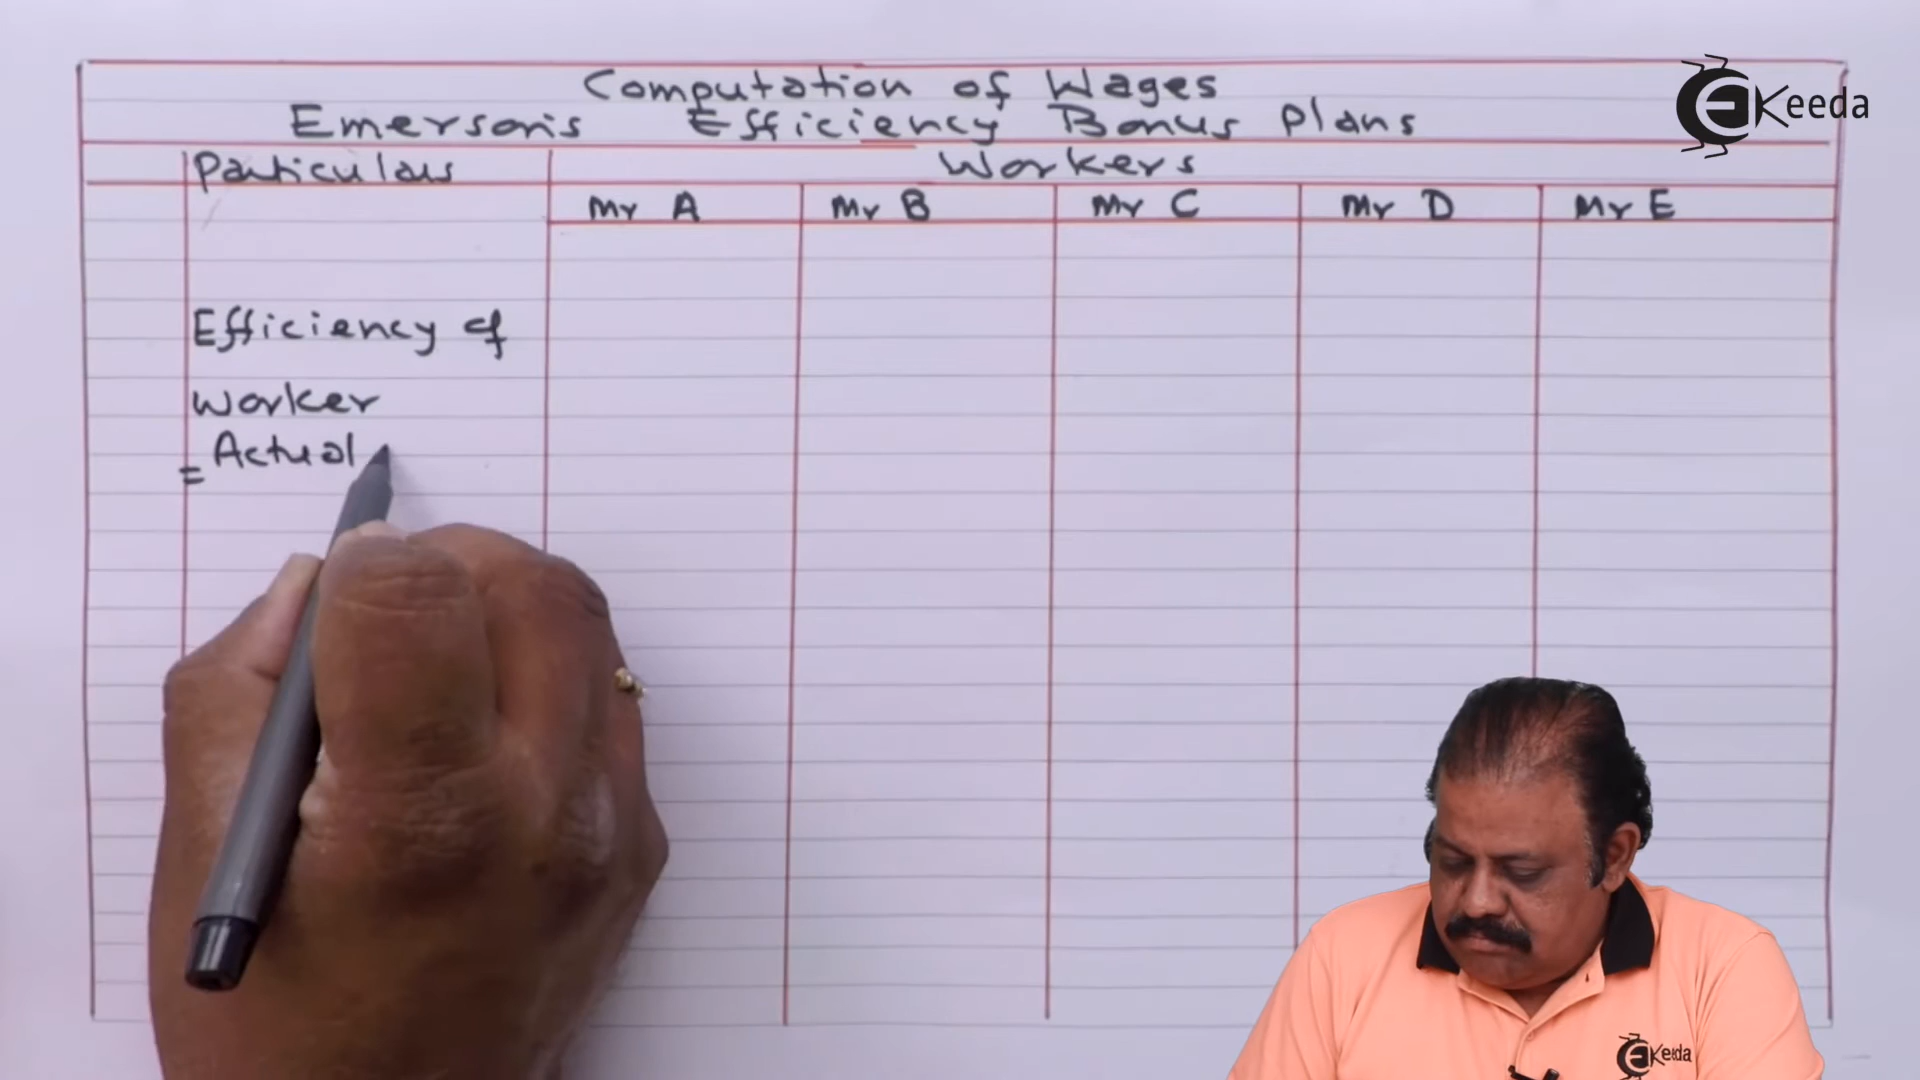 Computation of Wages
Emerson's Efficiency Bonus Plans
Particulars Workers
Mr A Mr B Mr C Mr D Mr E
Efficiency of
Worker
= Actual
EKeeda
EKeeda